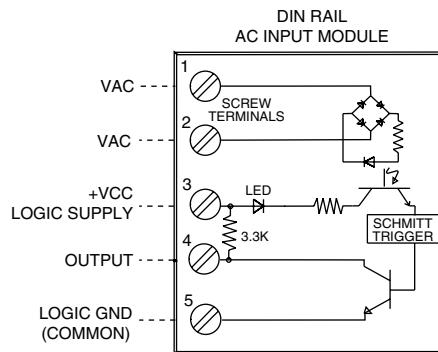 DIN RAIL
AC INPUT MODULE
1
VAC
SCREW
TERMINALS
2
VAC
3
+VCC
LOGIC SUPPLY
LED
SCHMITT
TRIGGER
3.3K
4
OUTPUT
5
LOGIC GND
(COMMON)